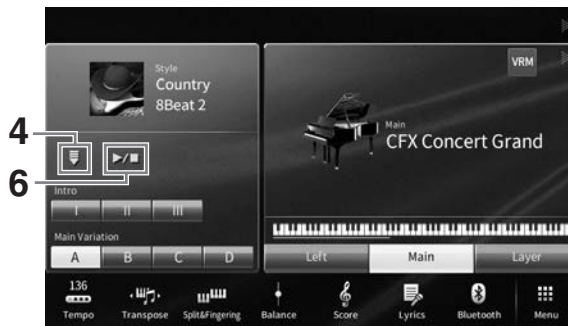 VRM
Style
Country
8Beat 2
4
Main
CFX Concert Grand
6
Intro
I II III
Main Variation
A B C D
Left Main Layer
136
Tempo Transpose Split&Fingering Balance Score Lyrics Bluetooth Menu